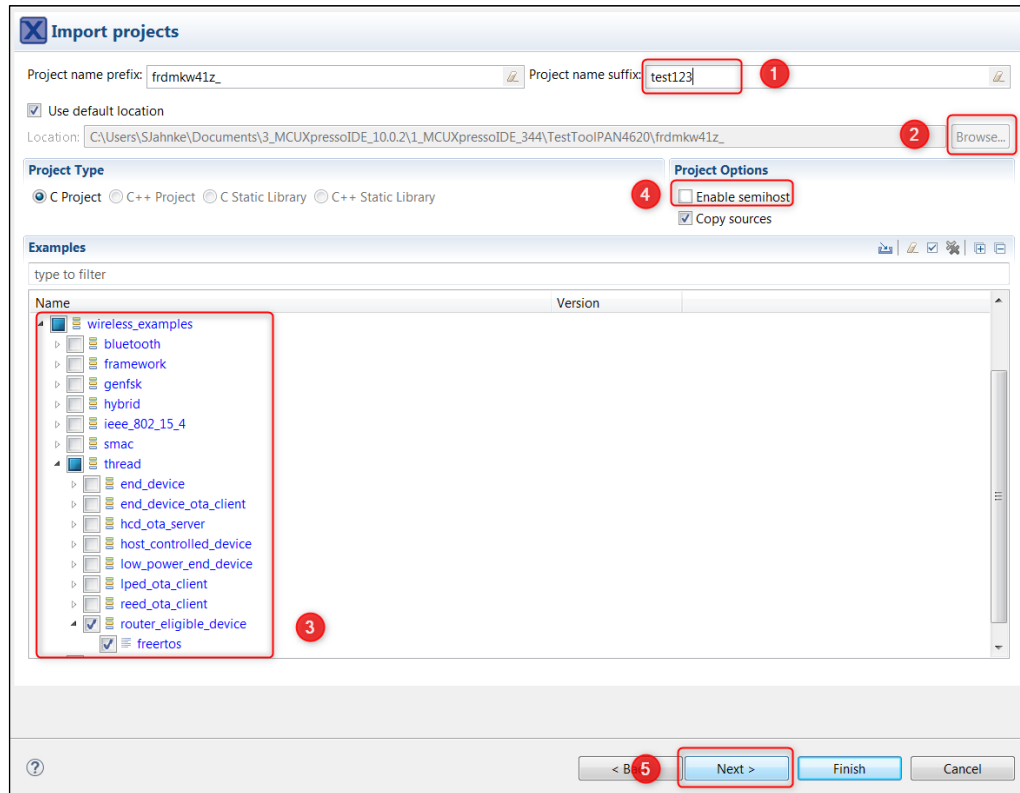 Import projects
Project name prefix: frdmkw41z_ Project name suffix: test123 1
Use default location
Location: C:\Users\SJahnke\Documents\3_MCUXpressoIDE_10.0.2\1_MCUXpressoIDE_344\TestToolPAN4620\frdmkw41z_ 2 Browse...
Project Type Project Options
C Project C++ Project C Static Library C++ Static Library 4 Enable semihost
Copy sources
Examples
type to filter
Name Version
wireless_examples
bluetooth
framework
genfsk
hybrid
ieee_802_15_4
smac
thread
end_device
end_device_ota_client
hcd_ota_server
host_controlled_device
low_power_end_device
lped_ota_client
reed_ota_client
router_eligible_device 3
freertos
? < B 5 Next > Finish Cancel